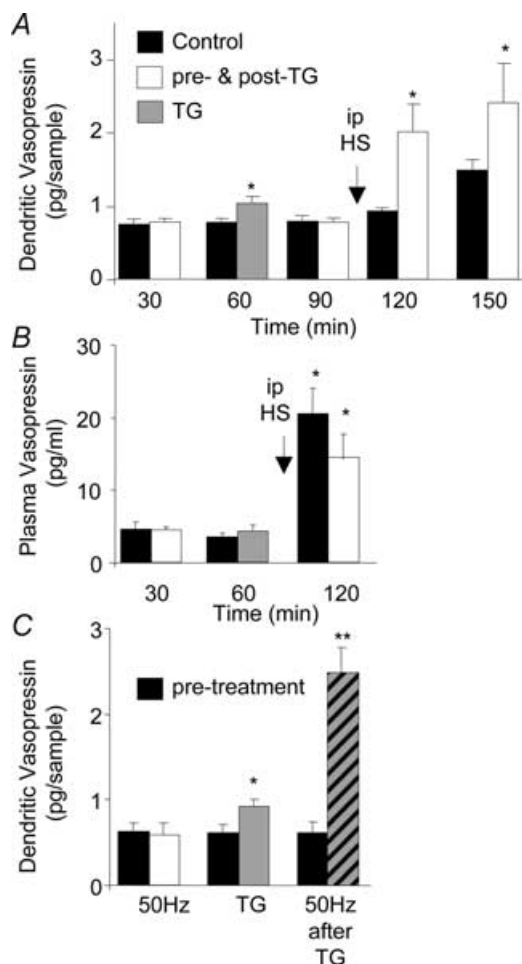 A
Control
pre- & post-TG
TG
Dendritic Vasopressin
(pg/sample)
3
2
1
0
*
ip
HS
*
*
30 60 90 120 150
Time (min)
B
Plasma Vasopressin
(pg/ml)
30
20
10
0
ip
HS
*
*
30 60 120
Time (min)
C
Dendritic Vasopressin
(pg/sample)
3
2
1
0
pre-treatment
*
**
50Hz TG 50Hz
after
TG